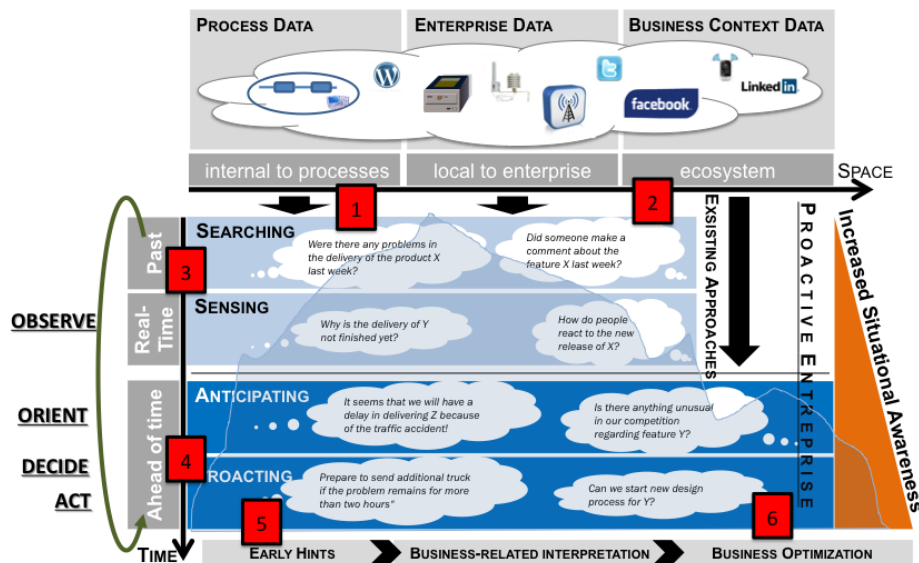 PROCESS DATA
ENTERPRISE DATA
BUSINESS CONTEXT DATA
W
t
facebook
Linked in
internal to processes
local to enterprise
ecosystem
SPACE
1
2
3
4
5
6
OBSERVE
ORIENT
DECIDE
ACT
Past
Real-
Time
Ahead of time
TIME
SEARCHING
Were there any problems in
the delivery of the product X
last week?
Did someone make a
comment about the
feature X last week?
SENSING
Why is the delivery of Y
not finished yet?
How do people
react to the new
release of X?
ANTICIPATING
It seems that we will have a
delay in delivering Z because
of the traffic accident!
Is there anything unusual
in our competition
regarding feature Y?
ROACTING
Prepare to send additional truck
if the problem remains for more
than two hours"
Can we start new design
process for Y?
EXSISTING APPROACHES
PROACTIVE ENTREPRISE
Increased Situational Awareness
EARLY HINTS
BUSINESS-RELATED INTERPRETATION
BUSINESS OPTIMIZATION